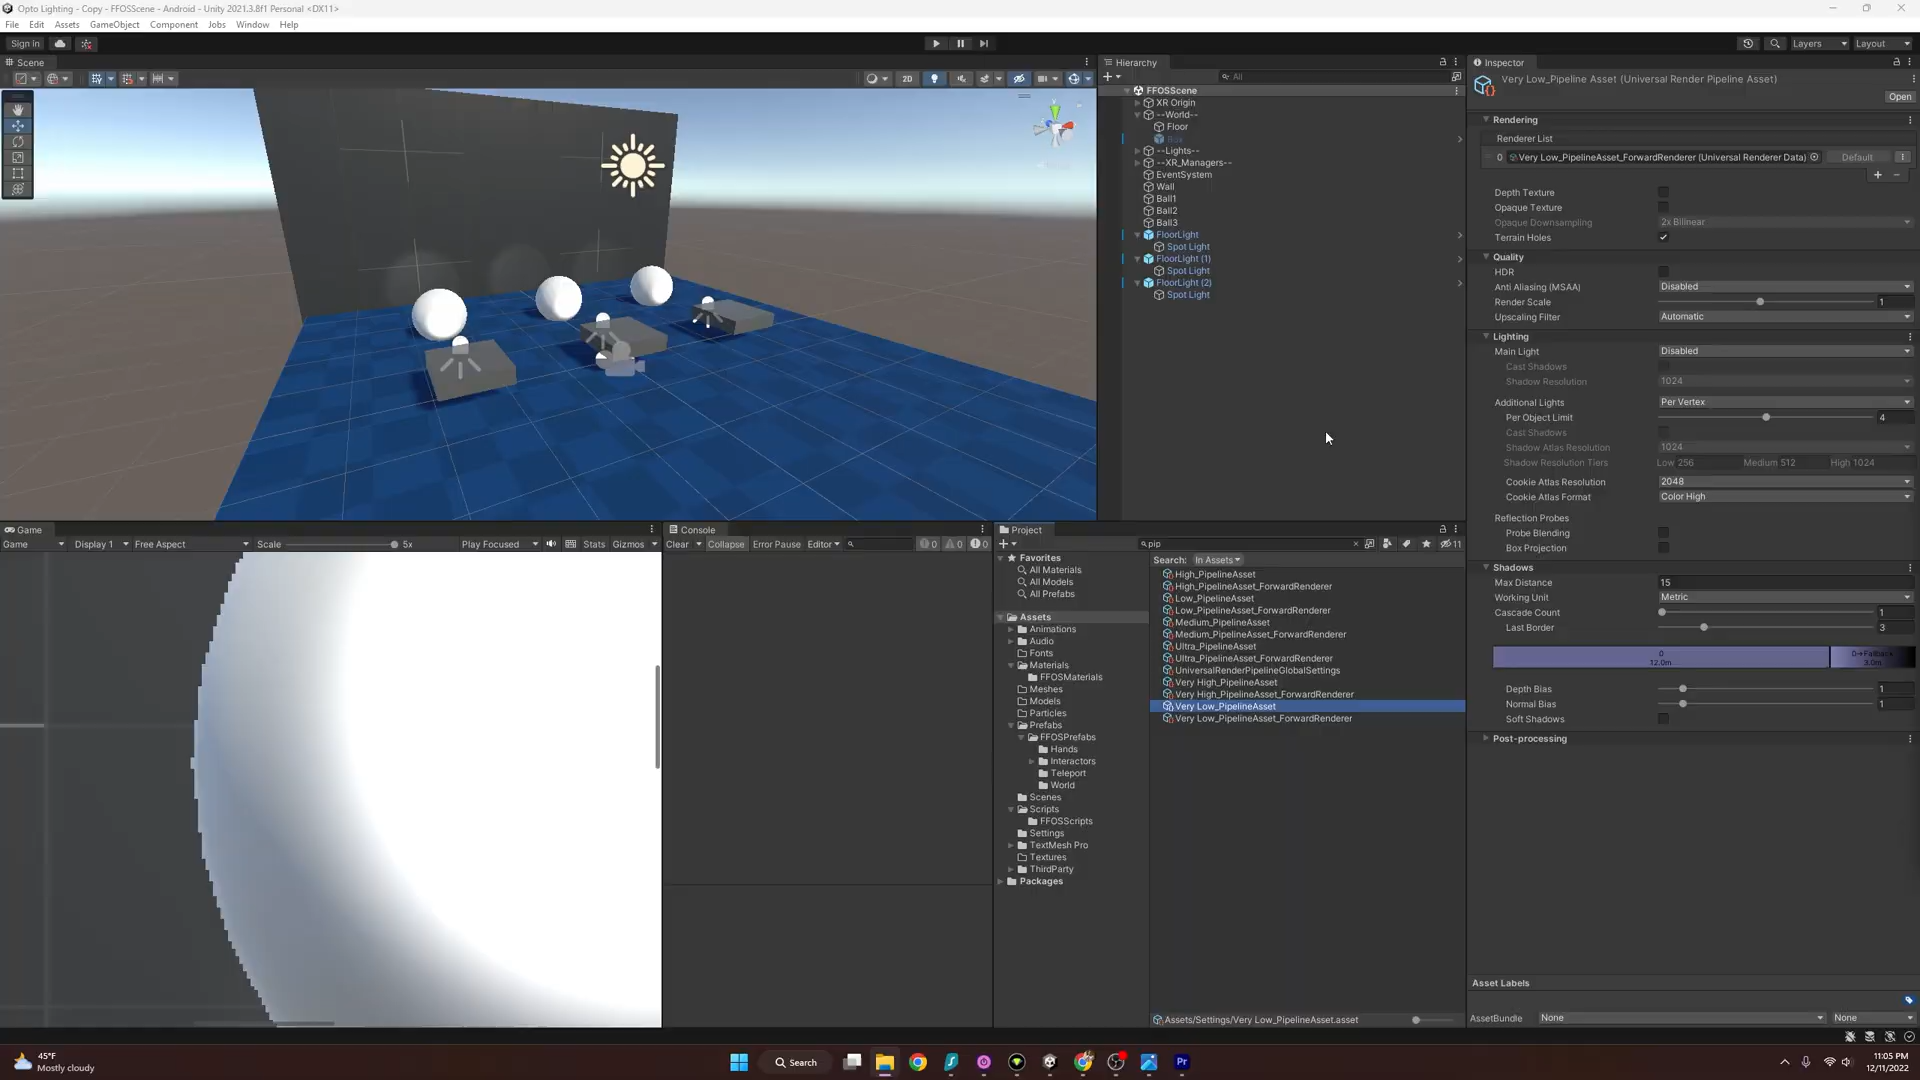 Opto Lighting - Copy - FFOSScene - Android - Unity 2021.3.8f1 Personal <DX11>
File Edit Assets GameObject Component Jobs Window Help
Sign in
Layers Layout
Scene
2D
Hierarchy
All
FFOSScene
XR Origin
--World--
Floor
Box
--Lights--
--XR_Managers--
EventSystem
Wall
Ball1
Ball2
Ball3
FloorLight
Spot Light
FloorLight (1)
Spot Light
FloorLight (2)
Spot Light
Inspector
Very Low_Pipeline Asset (Universal Render Pipeline Asset)
Open
Rendering
Renderer List
0 Very Low_PipelineAsset_ForwardRenderer (Universal Renderer Data) Default
Depth Texture
Opaque Texture
Opaque Downsampling 2x Bilinear
Terrain Holes
Quality
HDR
Anti Aliasing (MSAA) Disabled
Render Scale 1
Upscaling Filter Automatic
Lighting
Main Light Disabled
Cast Shadows
Shadow Resolution 1024
Additional Lights Per Vertex
Per Object Limit 4
Cast Shadows
Shadow Atlas Resolution 1024
Shadow Resolution Tiers Low 256 Medium 512 High 1024
Cookie Atlas Resolution 2048
Cookie Atlas Format Color High
Reflection Probes
Probe Blending
Box Projection
Shadows
Max Distance 15
Working Unit Metric
Cascade Count 1
Last Border 3
0 0→Fallback
12.0m 3.0m
Depth Bias 1
Normal Bias 1
Soft Shadows
Post-processing
Asset Labels
AssetBundle None None
Game
Game Display 1 Free Aspect Scale 5x Play Focused Stats Gizmos
Console
Clear Collapse Error Pause Editor 0 0 0
Project
pip 11
Favorites
All Materials
All Models
All Prefabs
Assets
Animations
Audio
Fonts
Materials
FFOSMaterials
Meshes
Models
Particles
Prefabs
FFOSPrefabs
Hands
Interactors
Teleport
World
Scenes
Scripts
FFOSScripts
Settings
TextMesh Pro
Textures
ThirdParty
Packages
Search: In Assets
High_PipelineAsset
High_PipelineAsset_ForwardRenderer
Low_PipelineAsset
Low_PipelineAsset_ForwardRenderer
Medium_PipelineAsset
Medium_PipelineAsset_ForwardRenderer
Ultra_PipelineAsset
Ultra_PipelineAsset_ForwardRenderer
UniversalRenderPipelineGlobalSettings
Very High_PipelineAsset
Very High_PipelineAsset_ForwardRenderer
Very Low_PipelineAsset
Very Low_PipelineAsset_ForwardRenderer
Assets/Settings/Very Low_PipelineAsset.asset
45°F
Mostly cloudy
Search
Pr
11:05 PM
12/11/2022